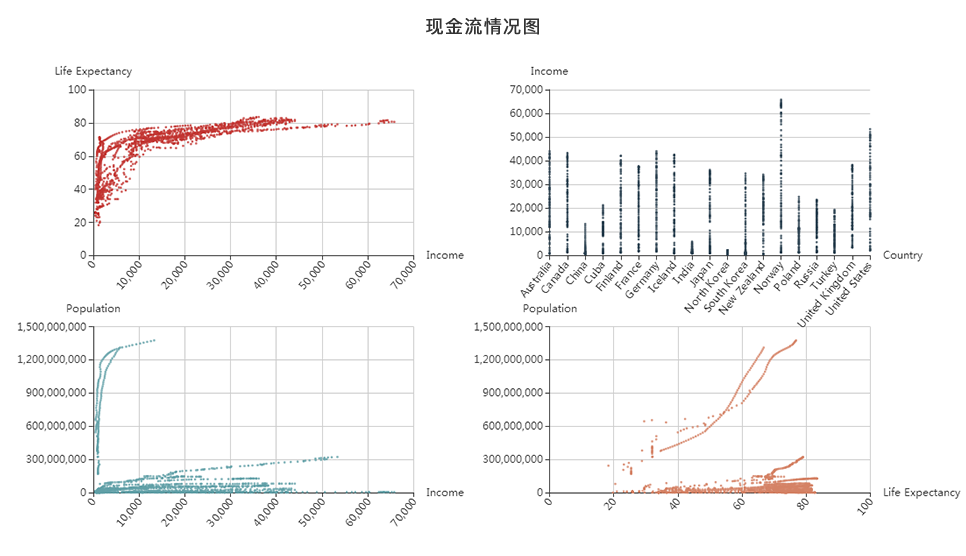 现金流情况图
Life Expectancy
100
80
60
40
20
0
0
10,000
20,000
30,000
40,000
50,000
60,000
70,000
Income
Income
70,000
60,000
50,000
40,000
30,000
20,000
10,000
0
Australia
Canada
China
Cuba
Finland
France
Germany
Iceland
India
Japan
North Korea
South Korea
New Zealand
Norway
Poland
Russia
Turkey
United Kingdom
United States
Country
Population
1,500,000,000
1,200,000,000
900,000,000
600,000,000
300,000,000
0
0
10,000
20,000
30,000
40,000
50,000
60,000
70,000
Income
Population
1,500,000,000
1,200,000,000
900,000,000
600,000,000
300,000,000
0
0
20
40
60
80
100
Life Expectancy